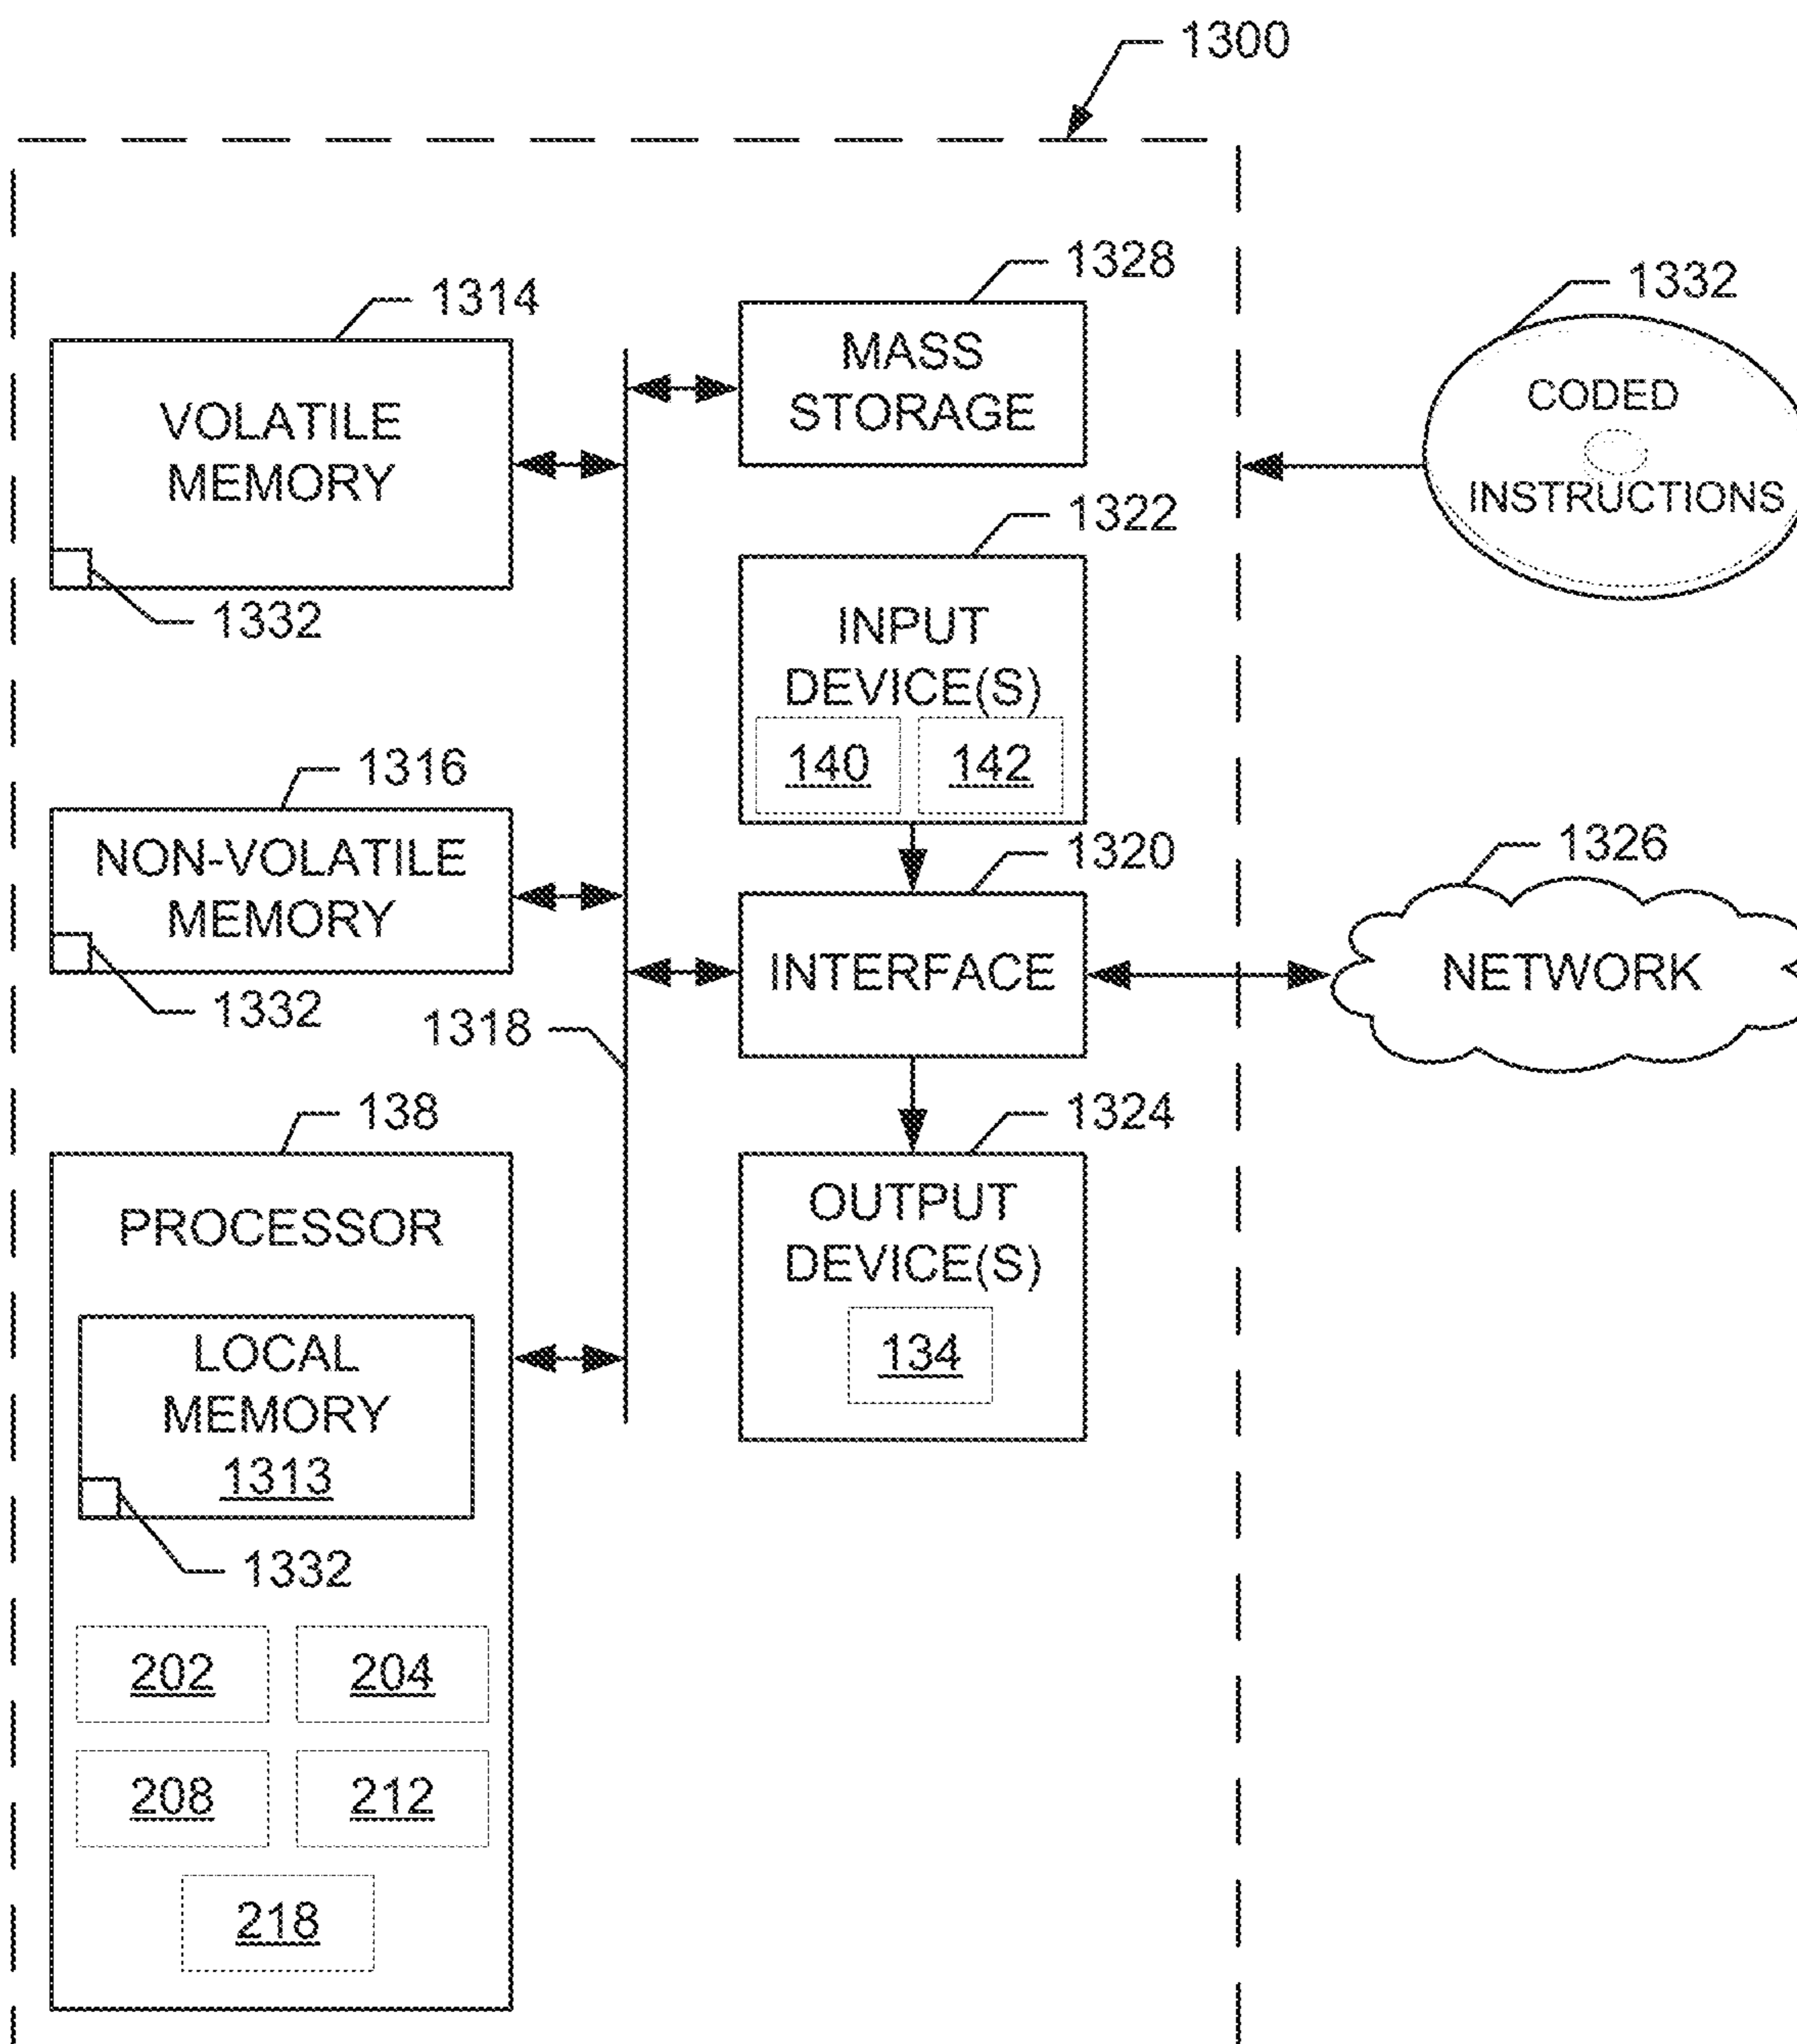 1300
1328
1314
1332
MASS
STORAGE
VOLATILE
MEMORY
CODED
INSTRUCTIONS
1322
1332
INPUT
DEVICE(S)
140 142
1316
1320
1326
NON-VOLATILE
MEMORY
INTERFACE
NETWORK
1332
1318
138
1324
PROCESSOR
OUTPUT
DEVICE(S)
134
LOCAL
MEMORY
1313
1332
202 204
208 212
218